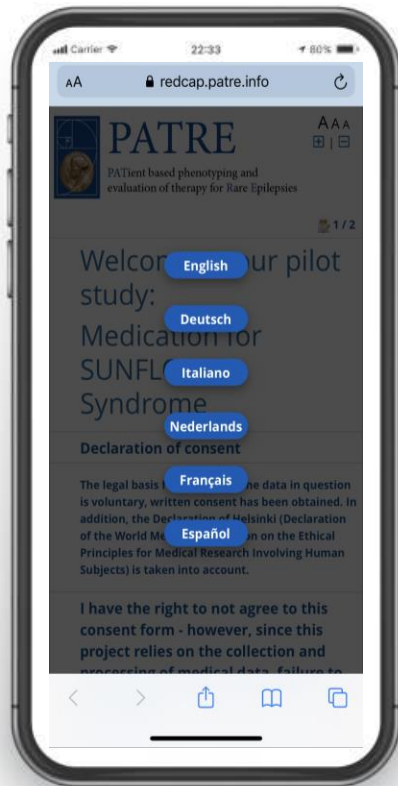 Carrier 22:33 80%
AA redcap.patre.info
PATRE
PATient based phenotyping and
evaluation of therapy for Rare Epilepsies
A A A
1 / 2
Welco ur pilot
study:
Medication for
SUNFL
Syndrome
English
Deutsch
Italiano
Nederlands
Français
Español
Declaration of consent
The legal basis ne data in question
is voluntary, written consent has been obtained. In
addition, the Declaration of Helsinki (Declaration
of the World Me on on the Ethical
Principles for Medical Research Involving Human
Subjects) is taken into account.
I have the right to not agree to this
consent form - however, since this
project relies on the collection and
processing of medical data, failure to